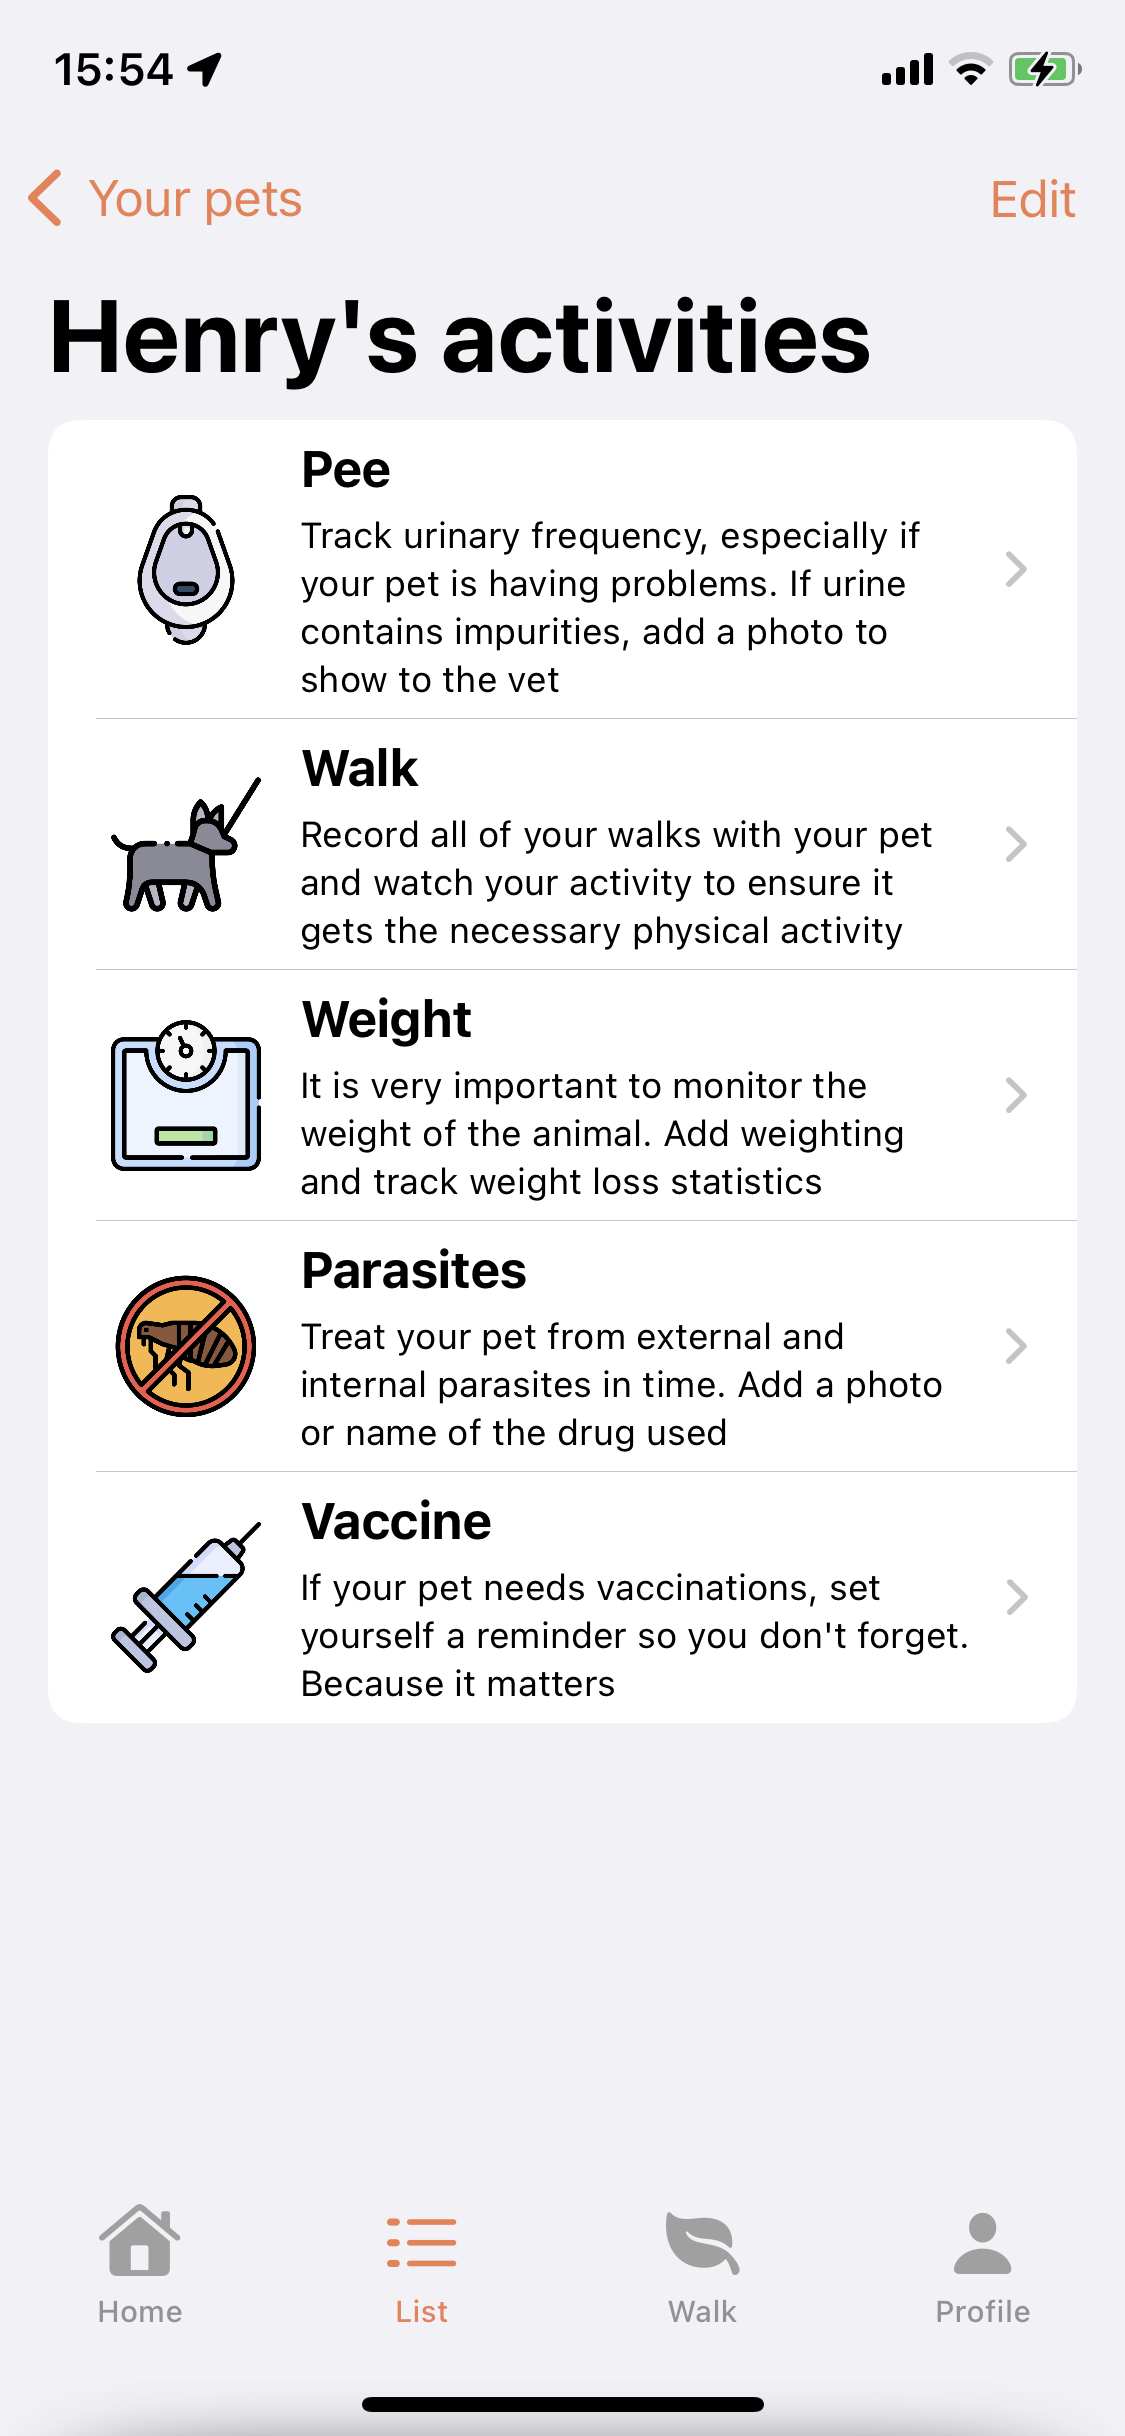 15:54
Your pets
Edit
Henry's activities
Pee
Track urinary frequency, especially if
your pet is having problems. If urine
contains impurities, add a photo to
show to the vet
Walk
Record all of your walks with your pet
and watch your activity to ensure it
gets the necessary physical activity
Weight
It is very important to monitor the
weight of the animal. Add weighting
and track weight loss statistics
Parasites
Treat your pet from external and
internal parasites in time. Add a photo
or name of the drug used
Vaccine
If your pet needs vaccinations, set
yourself a reminder so you don't forget.
Because it matters
Home
List
Walk
Profile